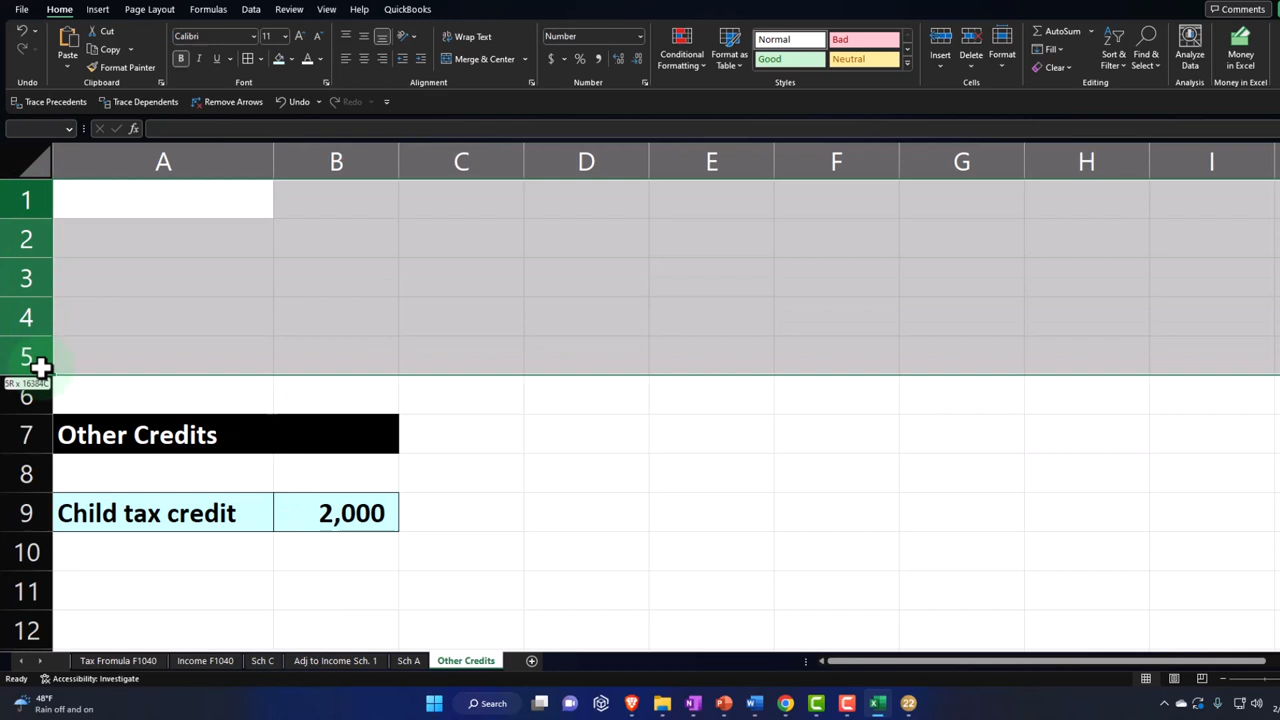 File Home Insert Page Layout Formulas Data Review View Help QuickBooks Comments
Cut Calibri 11 Wrap Text Number Normal Bad AutoSum
Copy Paste Conditional Formatting Format as Table Good Neutral Insert Delete Format Fill Sort & Filter Find & Select Analyze Data Money in Excel
B I U Merge & Center $ % Clear
Undo Clipboard Font Alignment Number Styles Cells Editing Analysis Money in Excel
Trace Precedents Trace Dependents Remove Arrows Undo Redo
fx
A B C D E F G H I
1
2
3
4
5
5R x 16384C
6
7 Other Credits
8
9 Child tax credit 2,000
10
11
12
Tax Fromula F1040 Income F1040 Sch C Adj to Income Sch. 1 Sch A Other Credits
Ready Accessibility: Investigate
48°F
Rain off and on
Search
22